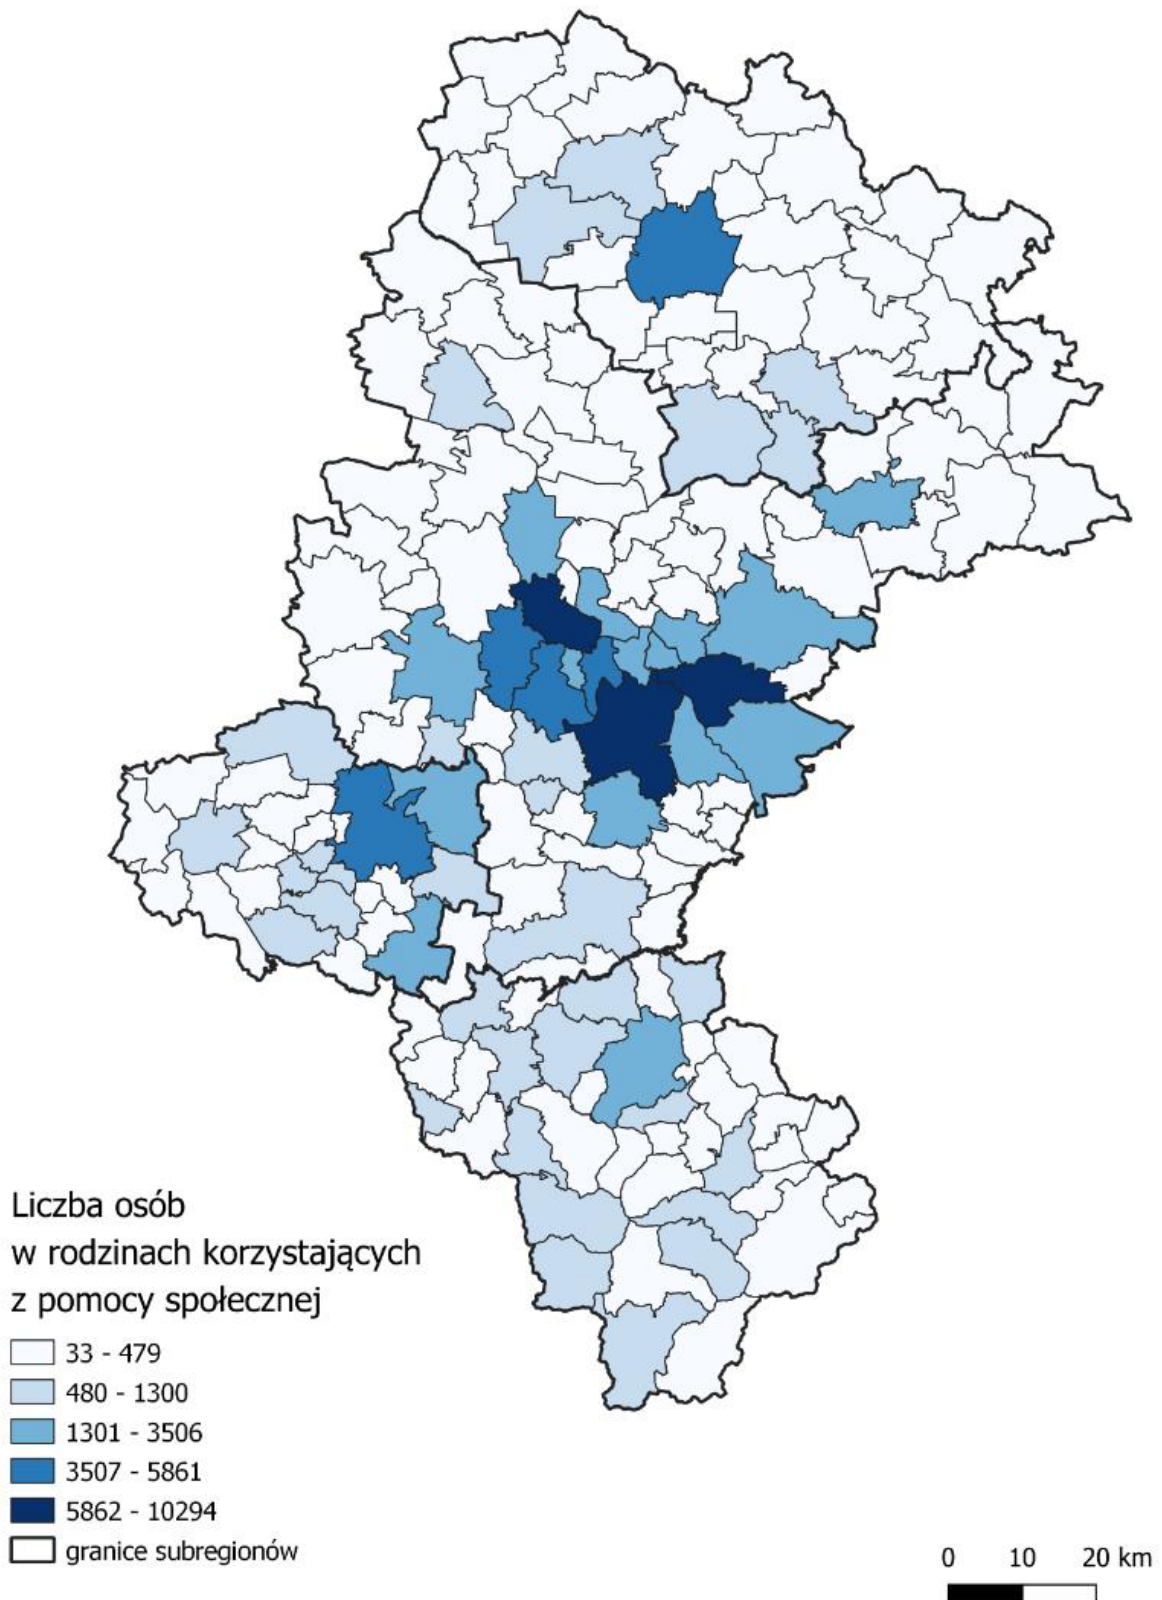 Liczba osób
w rodzinach korzystających
z pomocy społecznej
33 - 479
480 - 1300
1301 - 3506
3507 - 5861
5862 - 10294
granice subregionów
0 10 20 km